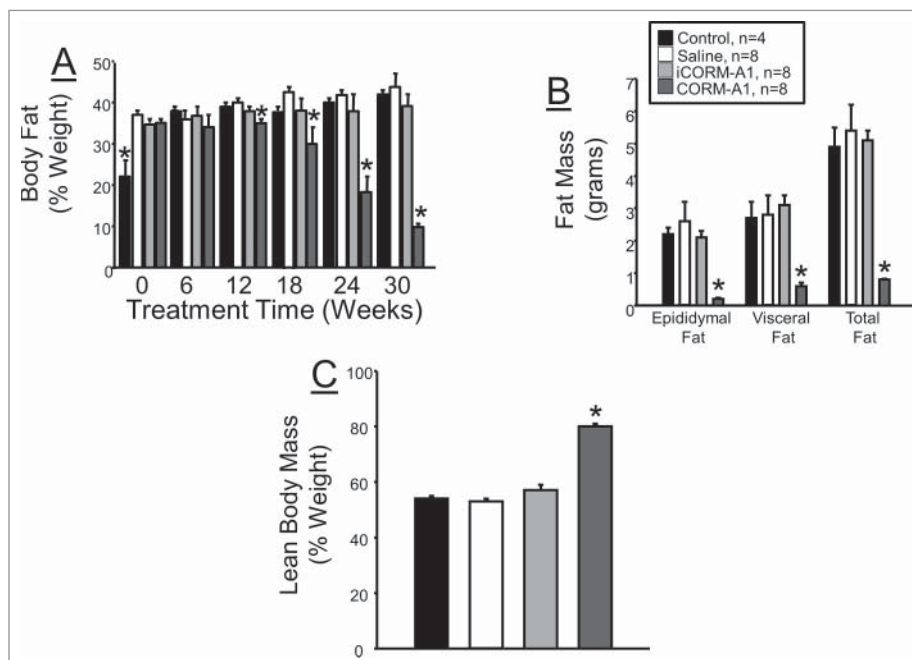 A
Body Fat
(% Weight)
50
40
30
20
10
0
*
*
*
*
*
0 6 12 18 24 30
Treatment Time (Weeks)
Control, n=4
Saline, n=8
iCORM-A1, n=8
CORM-A1, n=8
B
Fat Mass
(grams)
7
6
5
4
3
2
1
0
*
*
*
Epididymal
Fat
Visceral
Fat
Total
Fat
C
Lean Body Mass
(% Weight)
100
80
60
40
20
0
*